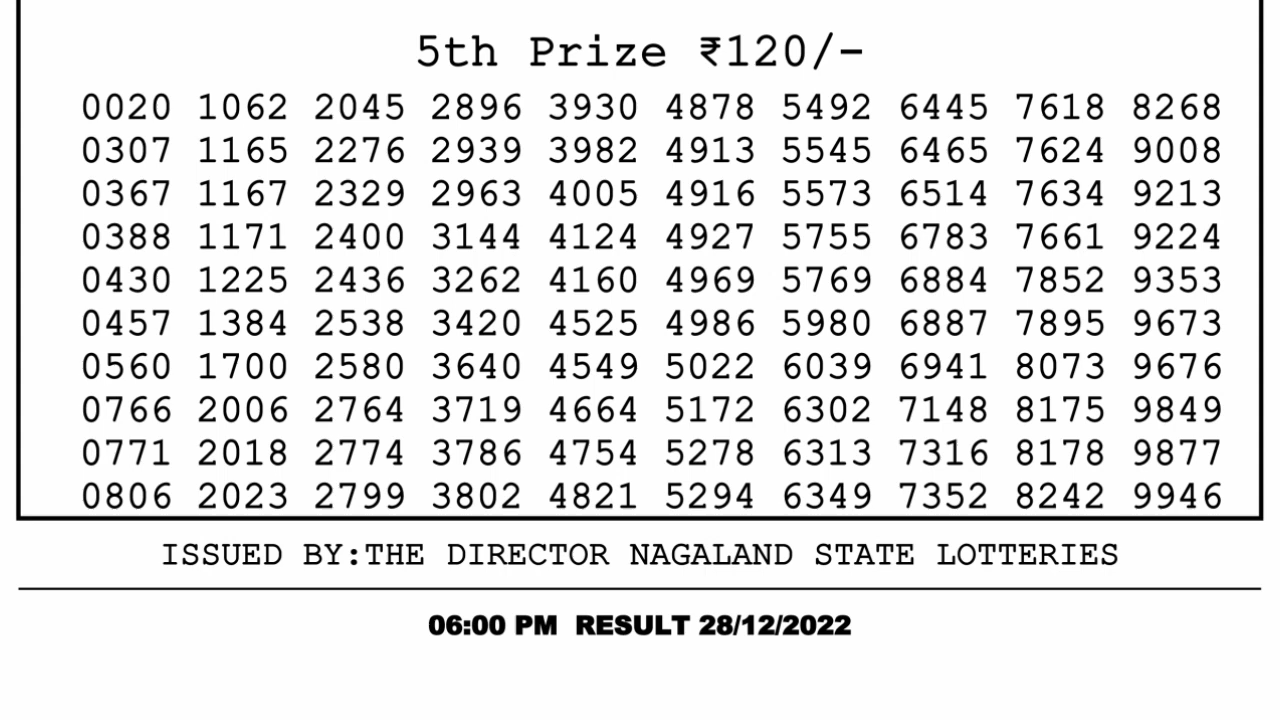 5th Prize ₹120/-
0020 1062 2045 2896 3930 4878 5492 6445 7618 8268
0307 1165 2276 2939 3982 4913 5545 6465 7624 9008
0367 1167 2329 2963 4005 4916 5573 6514 7634 9213
0388 1171 2400 3144 4124 4927 5755 6783 7661 9224
0430 1225 2436 3262 4160 4969 5769 6884 7852 9353
0457 1384 2538 3420 4525 4986 5980 6887 7895 9673
0560 1700 2580 3640 4549 5022 6039 6941 8073 9676
0766 2006 2764 3719 4664 5172 6302 7148 8175 9849
0771 2018 2774 3786 4754 5278 6313 7316 8178 9877
0806 2023 2799 3802 4821 5294 6349 7352 8242 9946
ISSUED BY:THE DIRECTOR NAGALAND STATE LOTTERIES
06:00 PM RESULT 28/12/2022